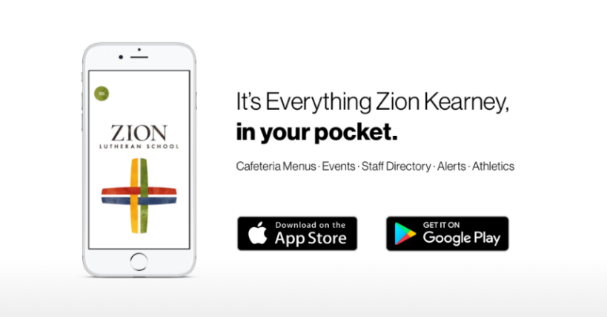 ZION
LUTHERAN SCHOOL
It's Everything Zion Kearney,
in your pocket.
Cafeteria Menus · Events · Staff Directory · Alerts · Athletics
Download on the
App Store
GET IT ON
Google Play